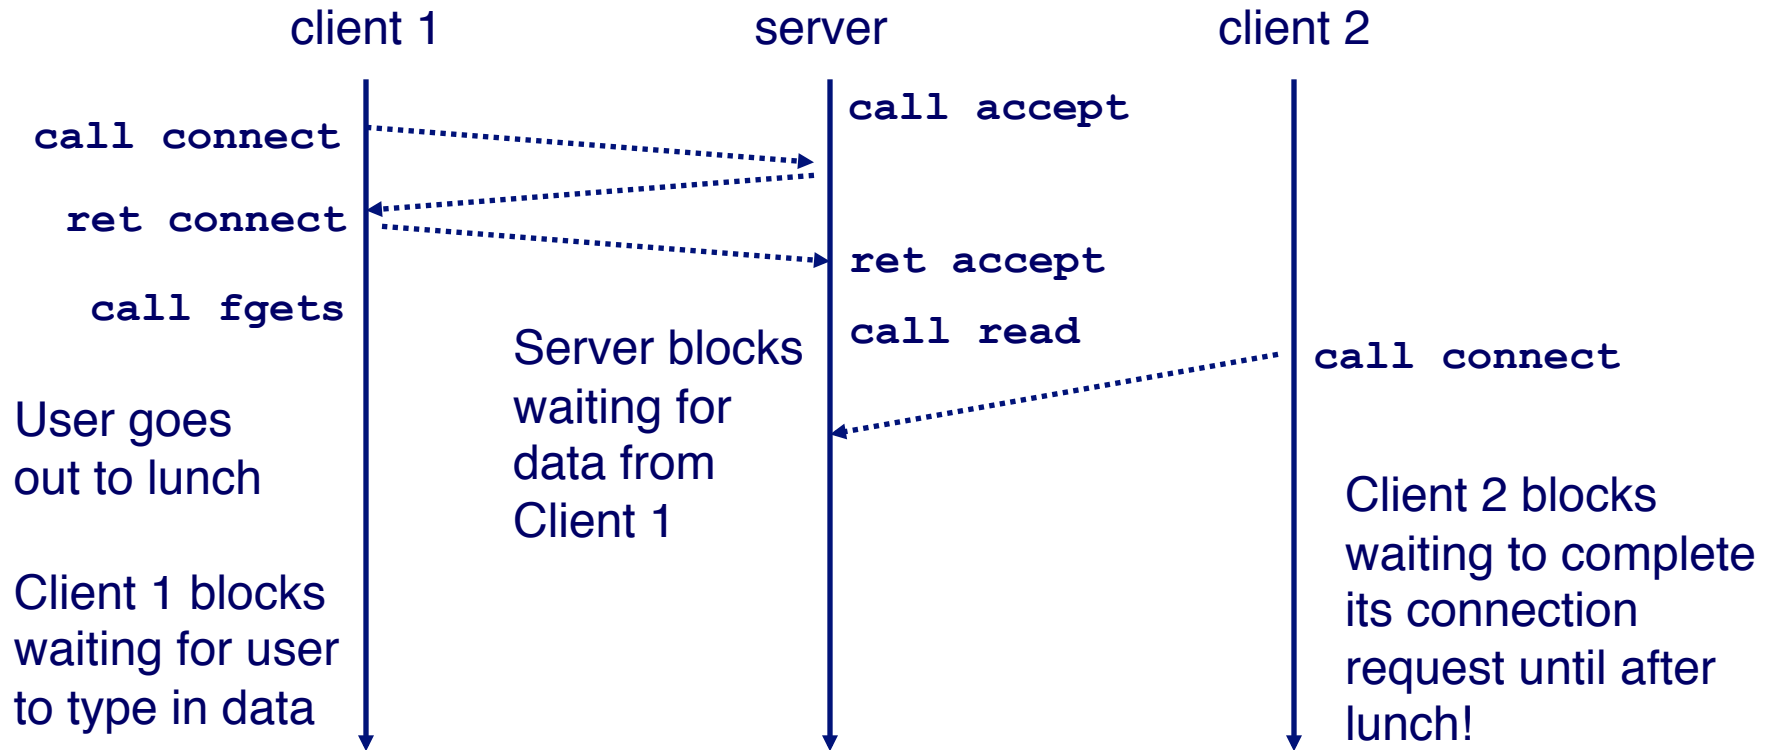 client 1
server
client 2
call accept
call connect
ret connect
ret accept
call fgets
call read
Server blocks
waiting for
data from
Client 1
call connect
User goes
out to lunch
Client 1 blocks
waiting for user
to type in data
Client 2 blocks
waiting to complete
its connection
request until after
lunch!